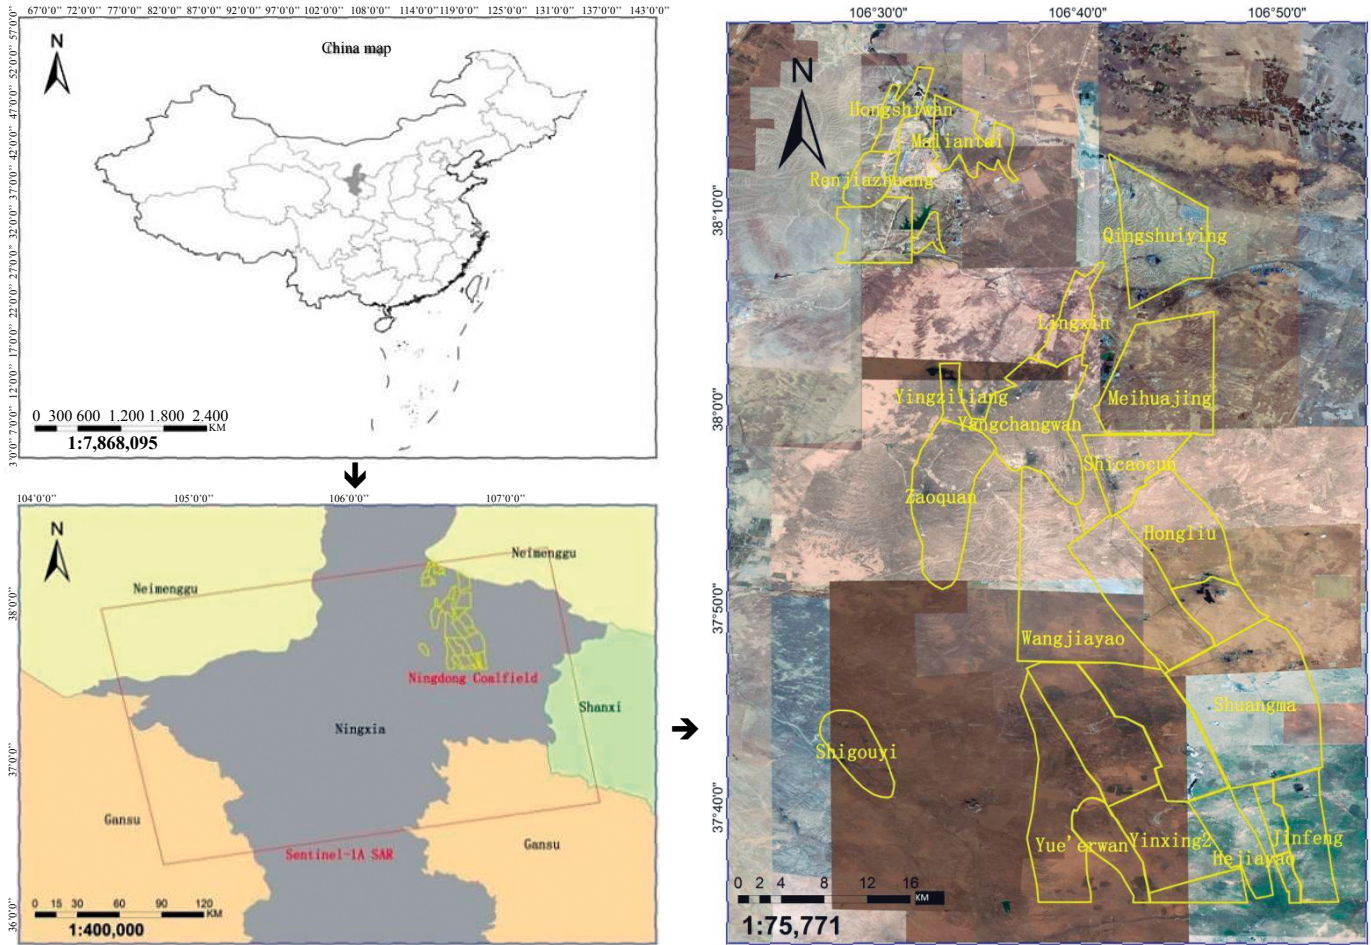 67°0'0" 72°0'0" 77°0'0" 82°0'0" 87°0'0" 92°0'0" 97°0'0" 102°0'0" 108°0'0" 114°0'0" 119°0'0" 125°0'0" 131°0'0" 137°0'0" 143°0'0"
57°0'0"
52°0'0"
47°0'0"
42°0'0"
37°0'0"
32°0'0"
27°0'0"
22°0'0"
17°0'0"
12°0'0"
7°0'0"
3°0'0"
N
China map
0 300 600 1.200 1.800 2.400
KM
1:7,868,095
104°0'0" 105°0'0" 106°0'0" 107°0'0"
38°0'0"
37°0'0"
36°0'0"
N
Neimenggu
Neimenggu
Ningdong Coalfield
Shanxi
Ningxia
Gansu
Gansu
Sentinel-1A SAR
0 15 30 60 90 120
KM
1:400,000
106°30'0" 106°40'0" 106°50'0"
38°10'0"
38°0'0"
37°50'0"
37°40'0"
N
Hongshiwan
Maliantai
Renjiazhuang
Qingshuiying
Lingxin
Yingziliang
Meihuajing
Yangchangwan
Shicaocun
Zaoquan
Hongliu
Wangjiayao
Shuangma
Shigouyi
Yue'erwan
Yinxing2
Jinfeng
Hejiayao
0 2 4 8 12 16
KM
1:75,771